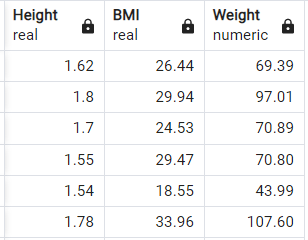 Height BMI Weight
real real numeric
1.62 26.44 69.39
1.8 29.94 97.01
1.7 24.53 70.89
1.55 29.47 70.80
1.54 18.55 43.99
1.78 33.96 107.60